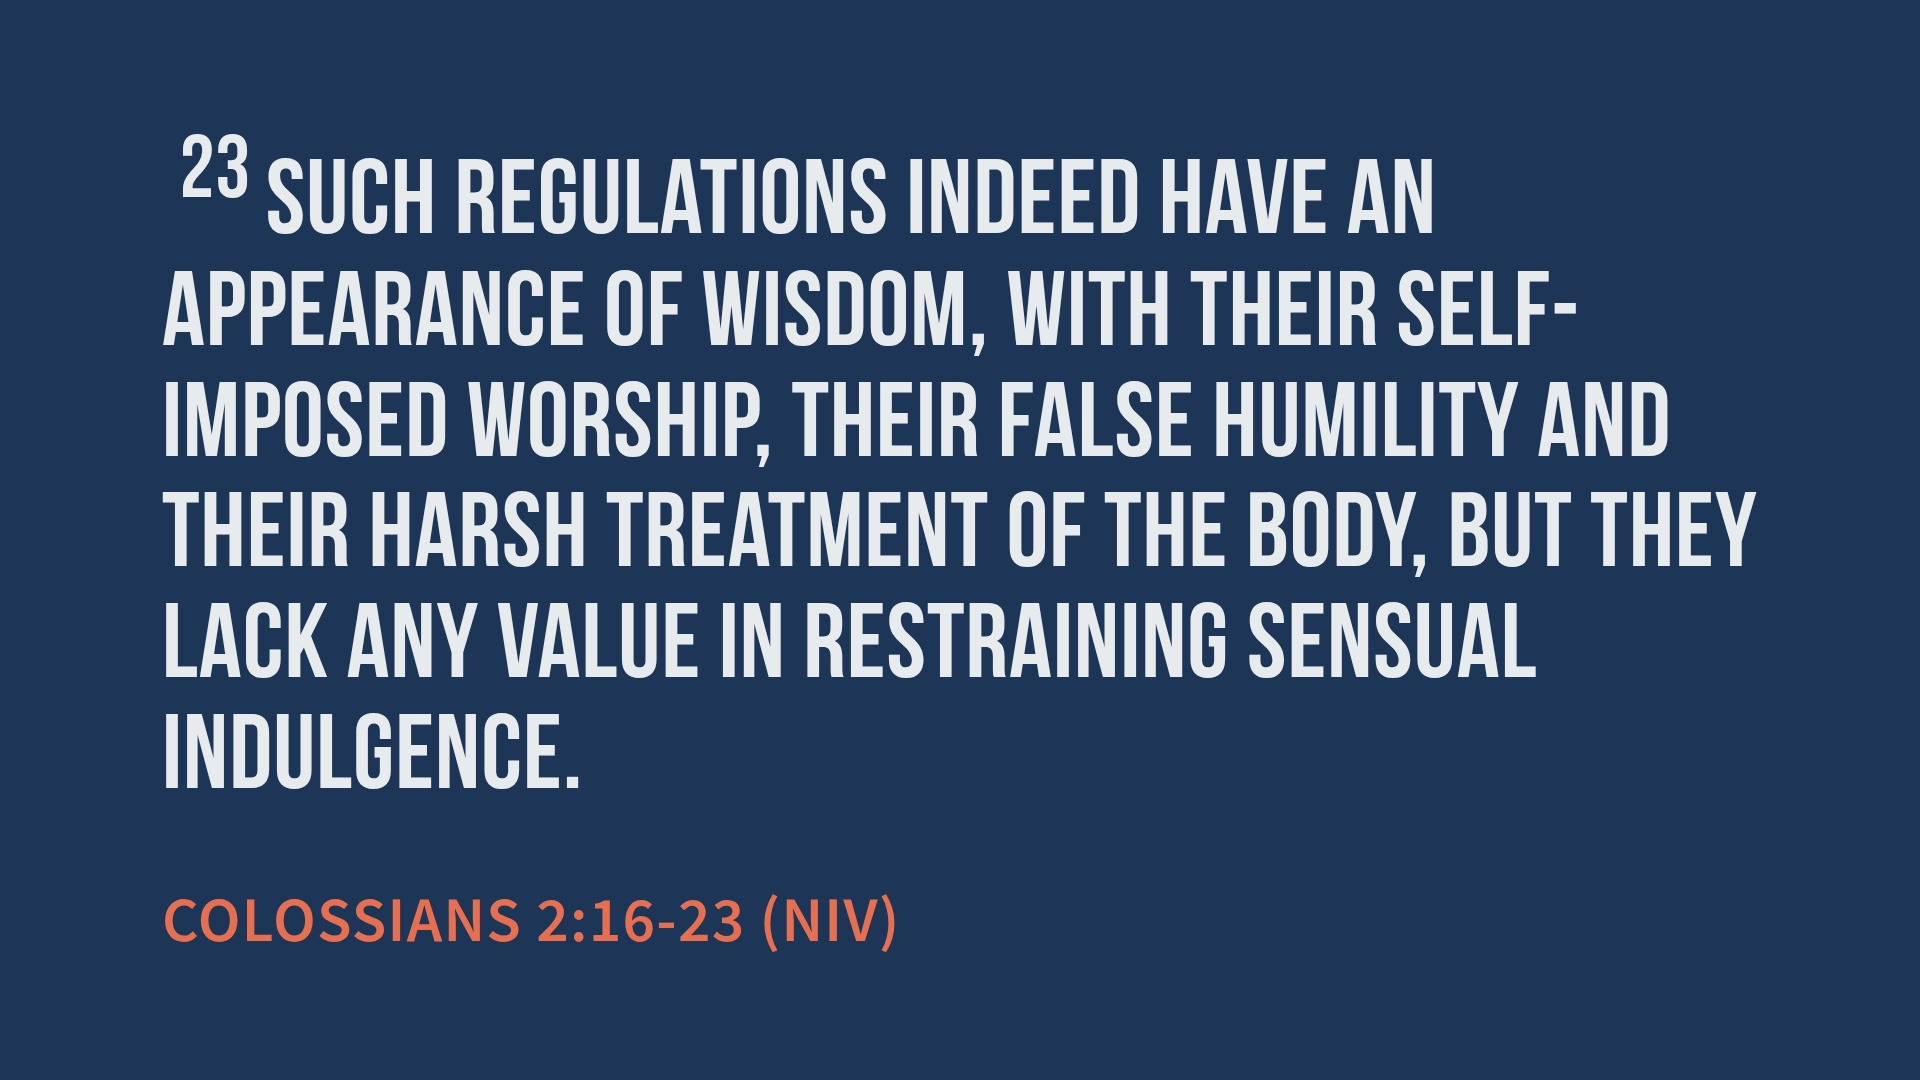 23 SUCH REGULATIONS INDEED HAVE AN
APPEARANCE OF WISDOM, WITH THEIR SELF-
IMPOSED WORSHIP, THEIR FALSE HUMILITY AND
THEIR HARSH TREATMENT OF THE BODY, BUT THEY
LACK ANY VALUE IN RESTRAINING SENSUAL
INDULGENCE.
COLOSSIANS 2:16-23 (NIV)